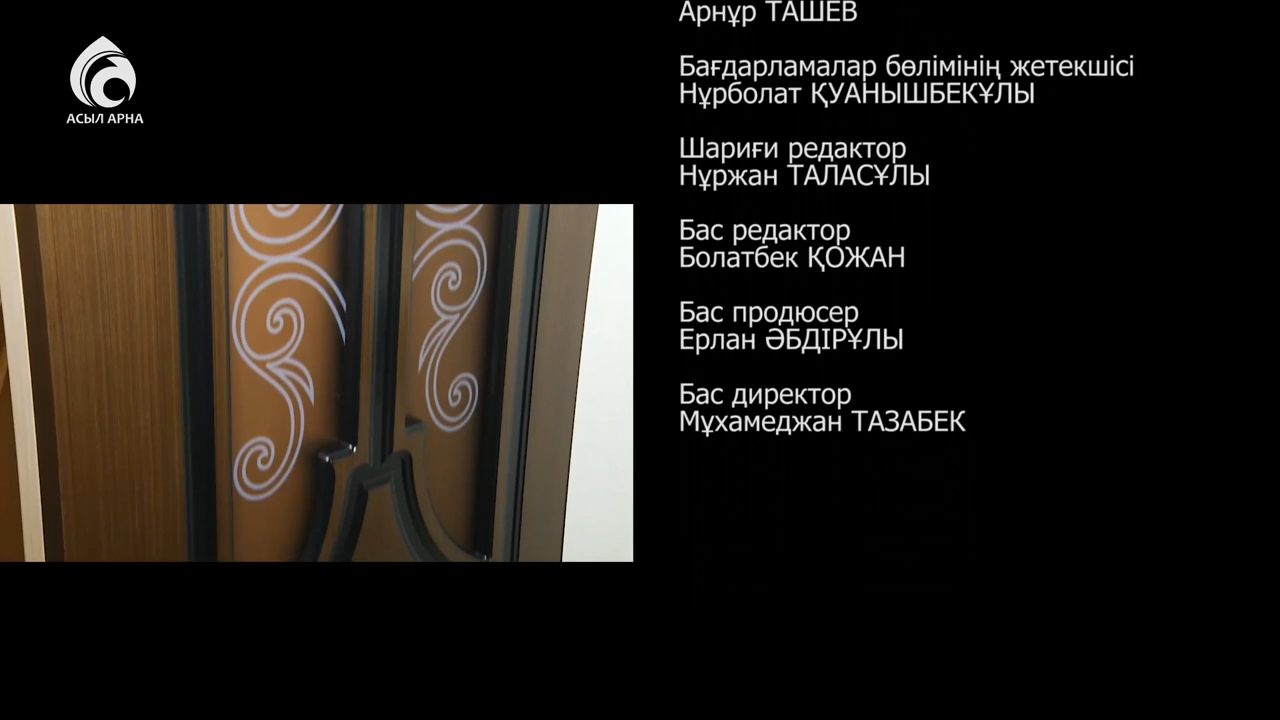 АСЫЛ АРНА
Арнұр ТАШЕВ
Бағдарламалар бөлімінің жетекшісі
Нұрболат ҚУАНЫШБЕКҰЛЫ
Шариғи редактор
Нұржан ТАЛАСҰЛЫ
Бас редактор
Болатбек ҚОЖАН
Бас продюсер
Ерлан ӘБДІРҰЛЫ
Бас директор
Мұхамеджан ТАЗАБЕК